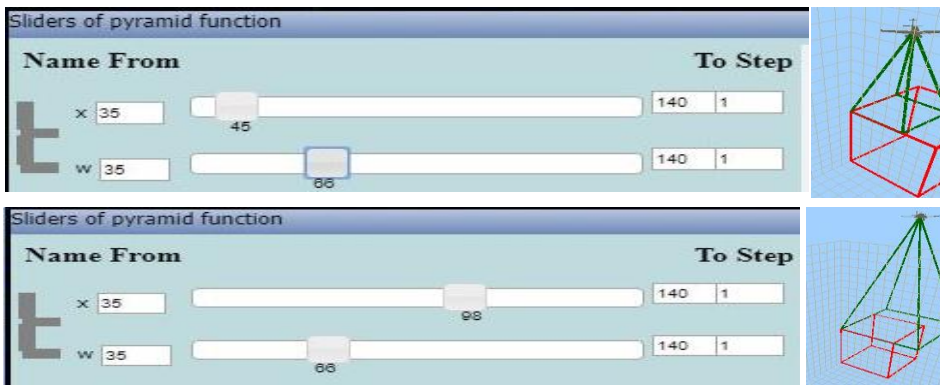 Sliders of pyramid function
Name From To Step
x 35 45 140 1
w 35 66 140 1
Sliders of pyramid function
Name From To Step
x 35 98 140 1
w 35 66 140 1